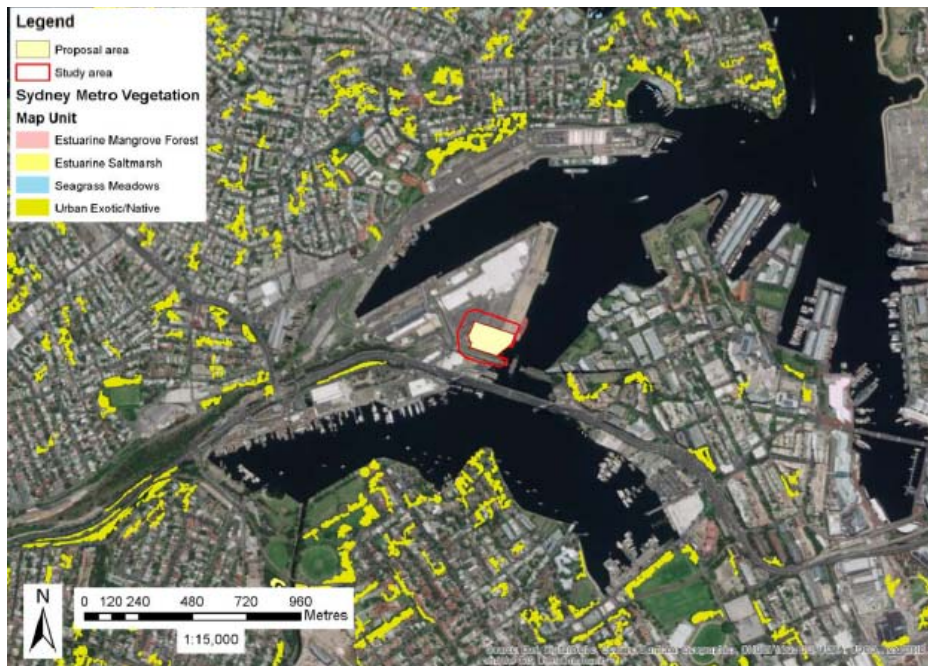 Legend
Proposal area
Study area
Sydney Metro Vegetation
Map Unit
Estuarine Mangrove Forest
Estuarine Saltmarsh
Seagrass Meadows
Urban Exotic/Native
N
0 120 240 480 720 960
Metres
1:15,000